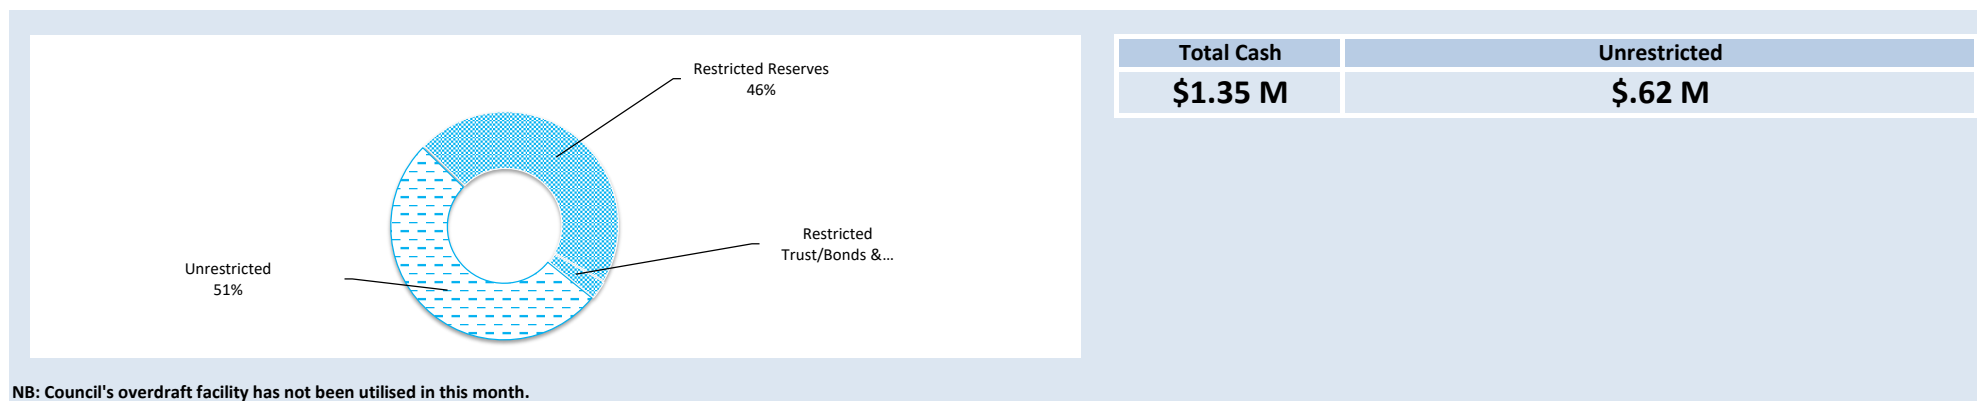 Restricted Reserves
46%
Restricted
Trust/Bonds &...
Unrestricted
51%
Total Cash
Unrestricted
$1.35 M
$.62 M
NB: Council's overdraft facility has not been utilised in this month.